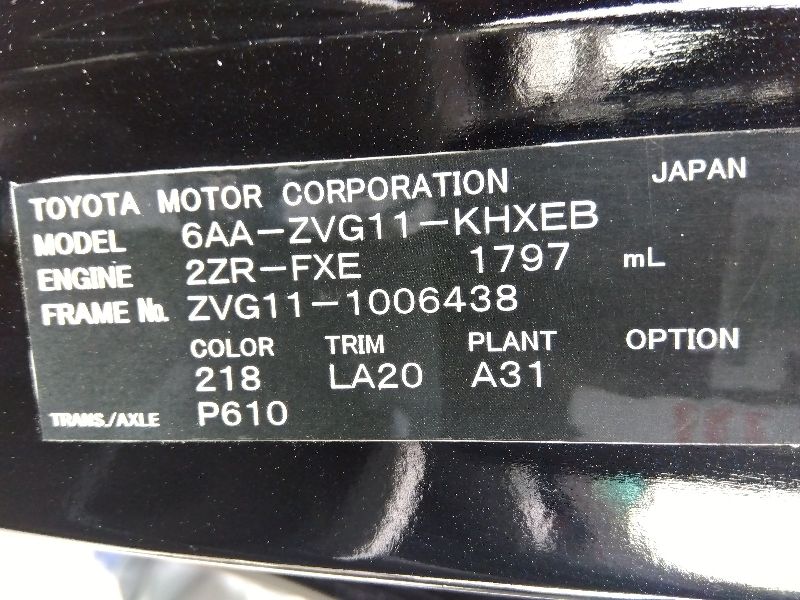 TOYOTA MOTOR CORPORATION JAPAN
MODEL 6AA-ZVG11-KHXEB
ENGINE 2ZR-FXE 1797 mL
FRAME No. ZVG11-1006438
COLOR TRIM PLANT OPTION
218 LA20 A31
TRANS./AXLE P610